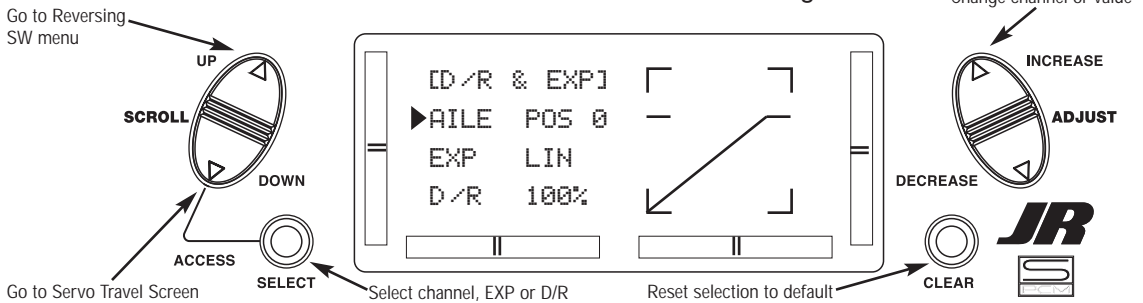 Go to Reversing
SW menu
UP
SCROLL
DOWN
ACCESS
SELECT
Go to Servo Travel Screen
[D/R & EXP]
AILE POS 0
EXP LIN
D/R 100%
Select channel, EXP or D/R
Reset selection to default
INCREASE
ADJUST
DECREASE
CLEAR
JR
S
PCM